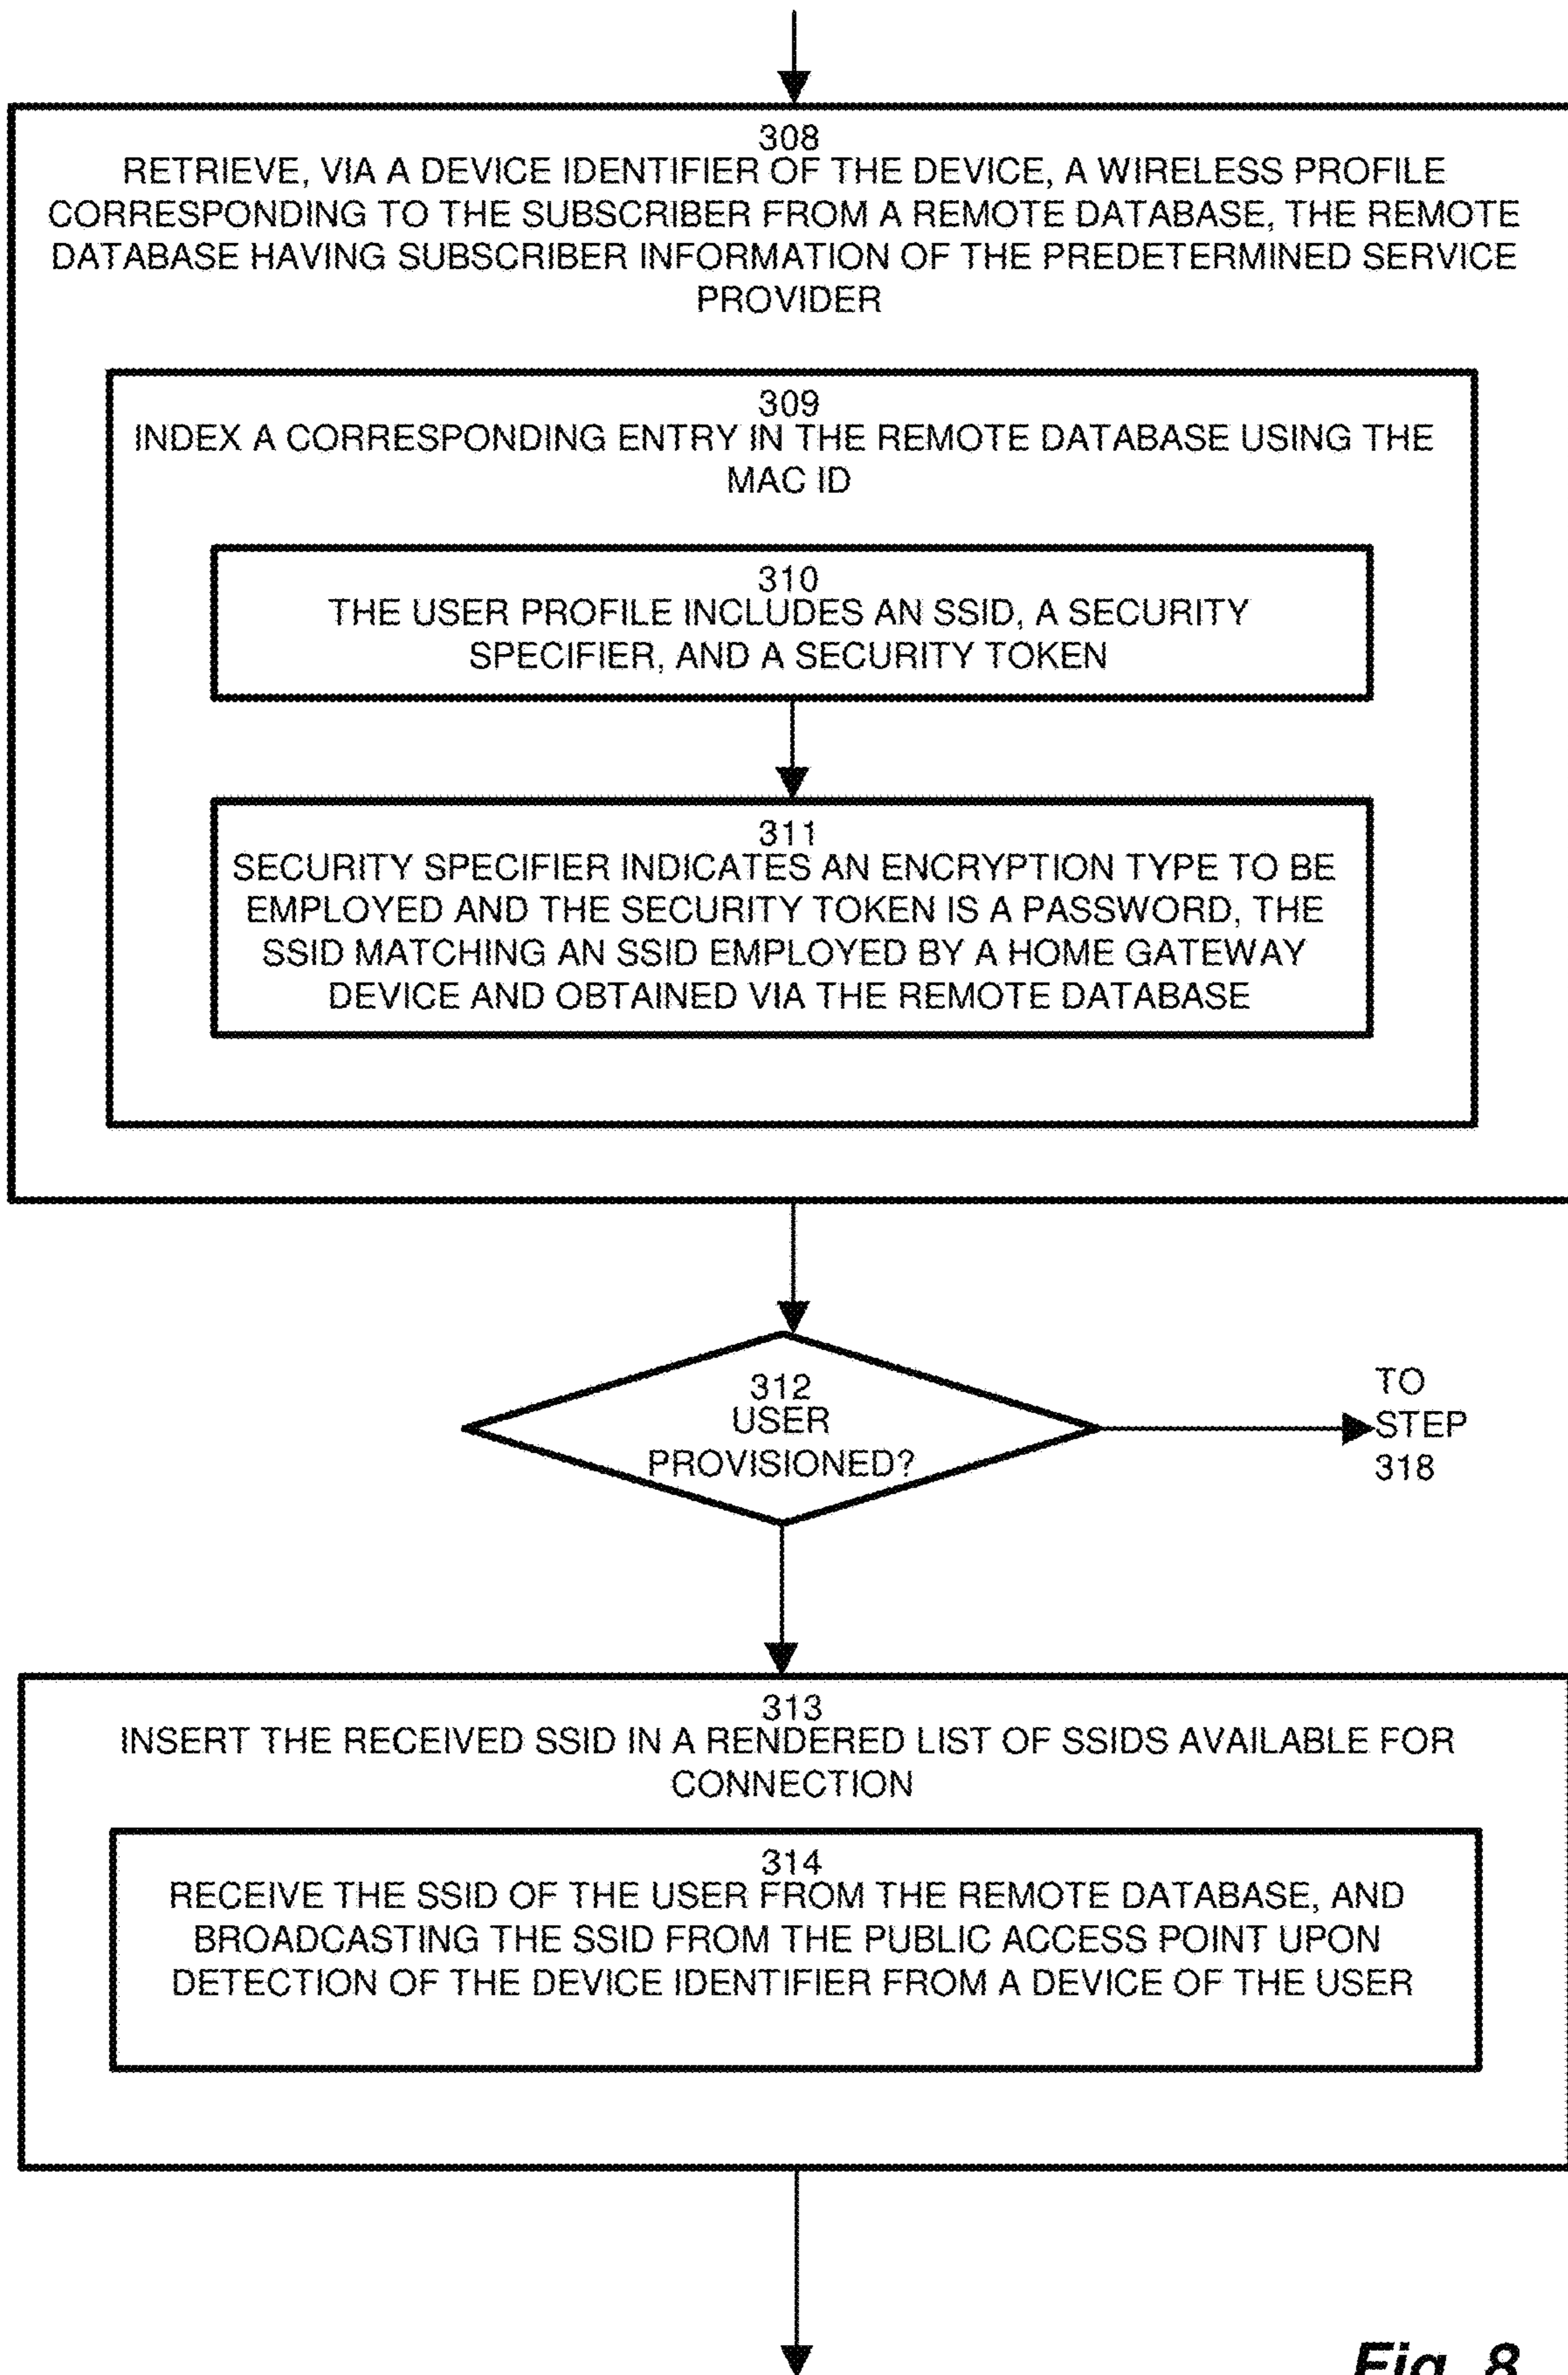 308
RETRIEVE, VIA A DEVICE IDENTIFIER OF THE DEVICE, A WIRELESS PROFILE
CORRESPONDING TO THE SUBSCRIBER FROM A REMOTE DATABASE, THE REMOTE
DATABASE HAVING SUBSCRIBER INFORMATION OF THE PREDETERMINED SERVICE
PROVIDER
309
INDEX A CORRESPONDING ENTRY IN THE REMOTE DATABASE USING THE
MAC ID
310
THE USER PROFILE INCLUDES AN SSID, A SECURITY
SPECIFIER, AND A SECURITY TOKEN
311
SECURITY SPECIFIER INDICATES AN ENCRYPTION TYPE TO BE
EMPLOYED AND THE SECURITY TOKEN IS A PASSWORD, THE
SSID MATCHING AN SSID EMPLOYED BY A HOME GATEWAY
DEVICE AND OBTAINED VIA THE REMOTE DATABASE
312
USER
PROVISIONED?
TO
STEP
318
313
INSERT THE RECEIVED SSID IN A RENDERED LIST OF SSIDS AVAILABLE FOR
CONNECTION
314
RECEIVE THE SSID OF THE USER FROM THE REMOTE DATABASE, AND
BROADCASTING THE SSID FROM THE PUBLIC ACCESS POINT UPON
DETECTION OF THE DEVICE IDENTIFIER FROM A DEVICE OF THE USER
Fig. 8